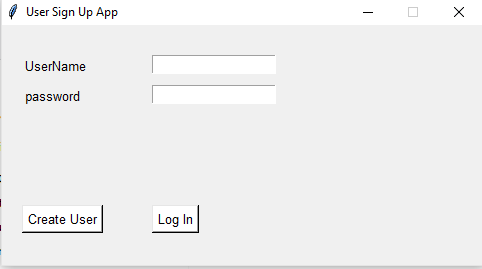 User Sign Up App
UserName
password
Create User Log In